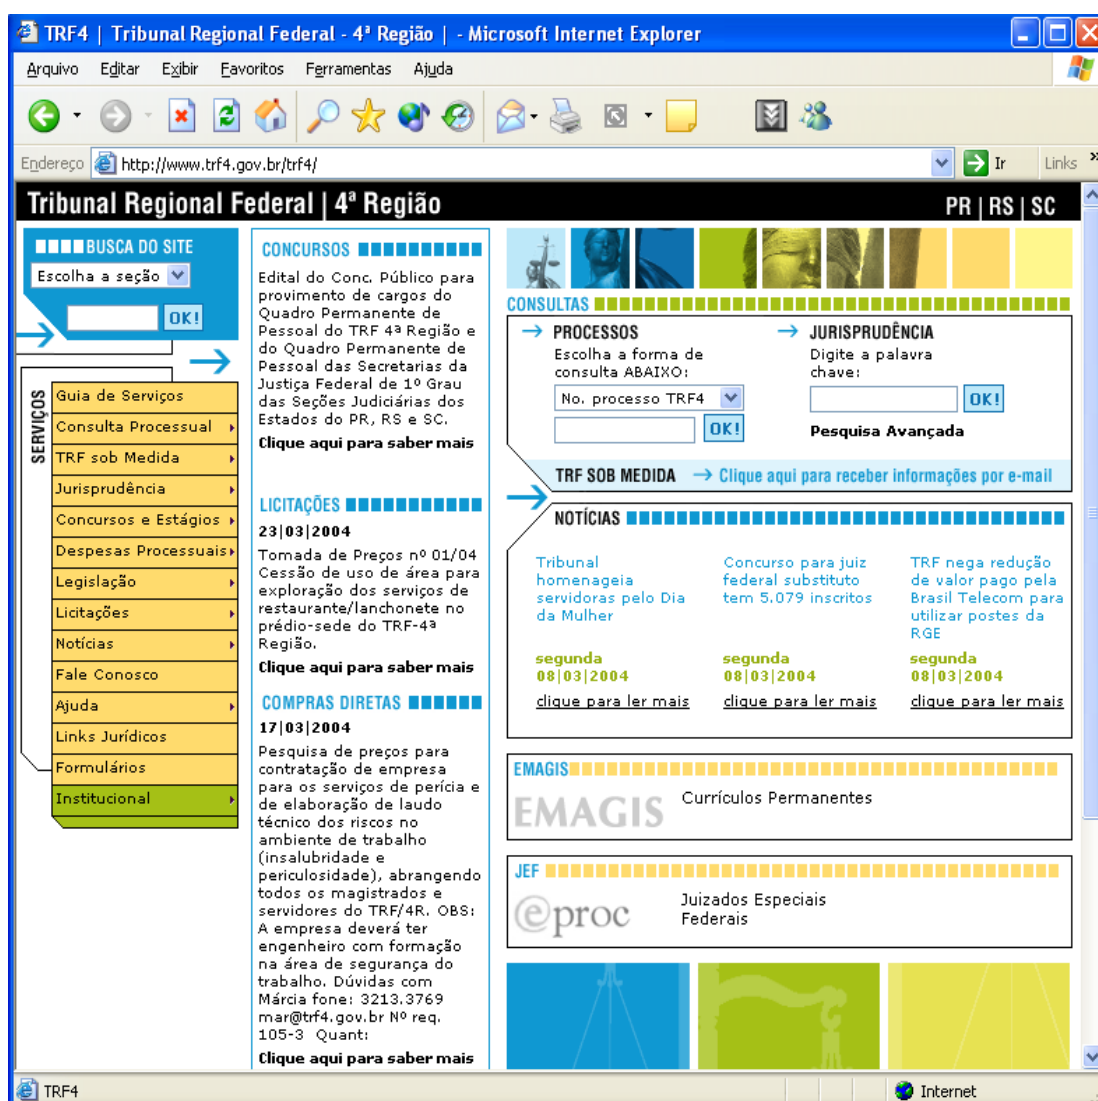 TRF4 | Tribunal Regional Federal - 4ª Região | - Microsoft Internet Explorer
Arquivo Editar Exibir Favoritos Ferramentas Ajuda
Endereço http://www.trf4.gov.br/trf4/ Ir Links »
Tribunal Regional Federal | 4ª Região PR | RS | SC
BUSCA DO SITE
Escolha a seção
OK!
SERVIÇOS
Guia de Serviços
Consulta Processual
TRF sob Medida
Jurisprudência
Concursos e Estágios
Despesas Processuais
Legislação
Licitações
Notícias
Fale Conosco
Ajuda
Links Jurídicos
Formulários
Institucional
CONCURSOS
Edital do Conc. Público para
provimento de cargos do
Quadro Permanente de
Pessoal do TRF 4ª Região e
do Quadro Permanente de
Pessoal das Secretarias da
Justiça Federal de 1º Grau
das Seções Judiciárias dos
Estados do PR, RS e SC.
Clique aqui para saber mais
LICITAÇÕES
23|03|2004
Tomada de Preços nº 01/04
Cessão de uso de área para
exploração dos serviços de
restaurante/lanchonete no
prédio-sede do TRF-4ª
Região.
Clique aqui para saber mais
COMPRAS DIRETAS
17|03|2004
Pesquisa de preços para
contratação de empresa
para os serviços de perícia e
de elaboração de laudo
técnico dos riscos no
ambiente de trabalho
(insalubridade e
periculosidade), abrangendo
todos os magistrados e
servidores do TRF/4R. OBS:
A empresa deverá ter
engenheiro com formação
na área de segurança do
trabalho. Dúvidas com
Márcia fone: 3213.3769
mar@trf4.gov.br Nº req.
105-3 Quant:
Clique aqui para saber mais
CONSULTAS
PROCESSOS
Escolha a forma de
consulta ABAIXO:
No. processo TRF4
OK!
JURISPRUDÊNCIA
Digite a palavra
chave:
OK!
Pesquisa Avançada
TRF SOB MEDIDA Clique aqui para receber informações por e-mail
NOTÍCIAS
Tribunal
homenageia
servidoras pelo Dia
da Mulher
segunda
08|03|2004
clique para ler mais
Concurso para juiz
federal substituto
tem 5.079 inscritos
segunda
08|03|2004
clique para ler mais
TRF nega redução
de valor pago pela
Brasil Telecom para
utilizar postes da
RGE
segunda
08|03|2004
clique para ler mais
EMAGIS
EMAGIS Currículos Permanentes
JEF
eproc
Juizados Especiais
Federais
TRF4 Internet